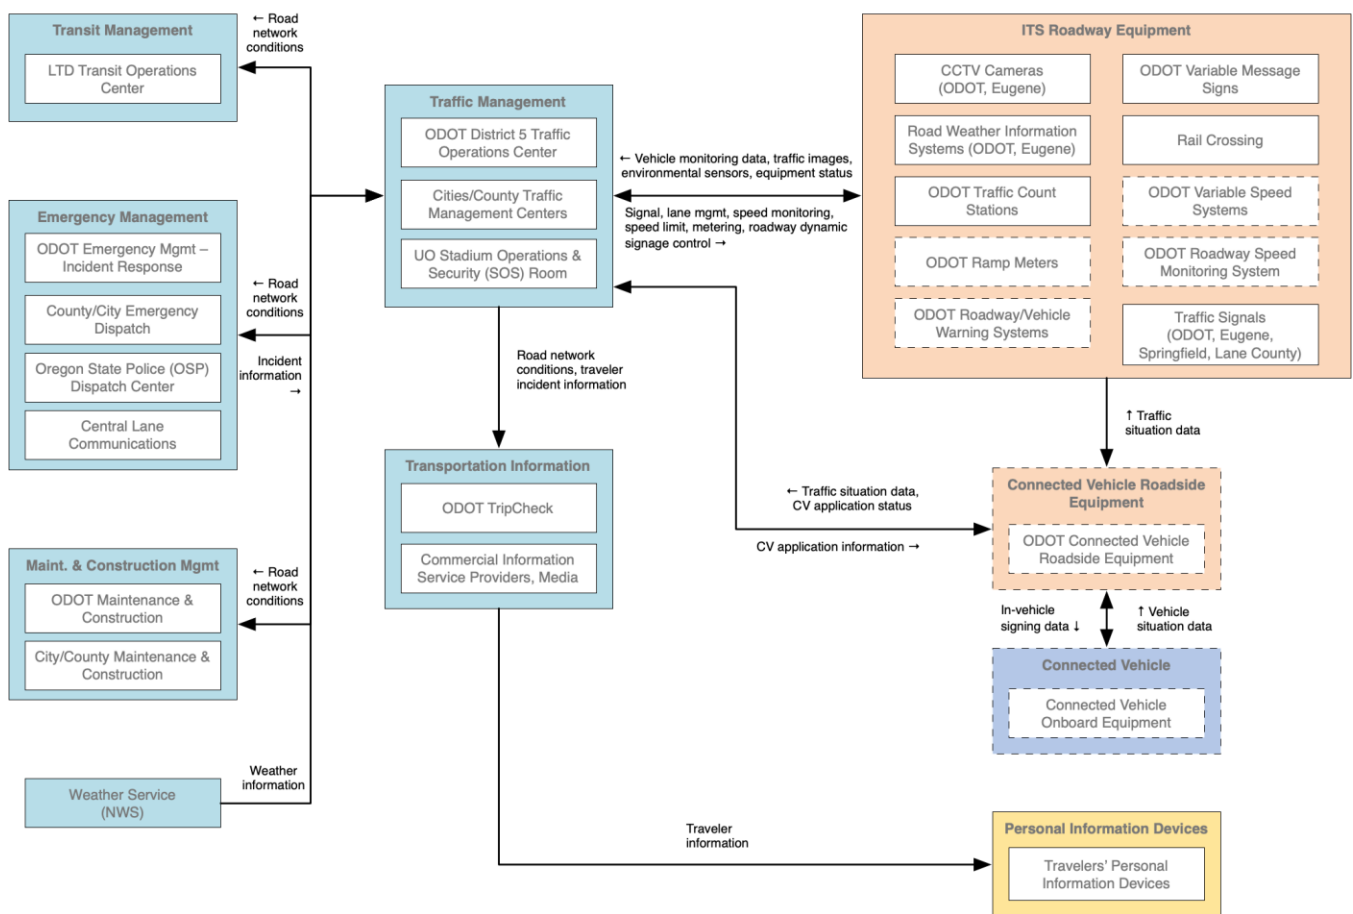 Transit Management
LTD Transit Operations
Center
← Road
network
conditions
Emergency Management
ODOT Emergency Mgmt –
Incident Response
County/City Emergency
Dispatch
Oregon State Police (OSP)
Dispatch Center
Central Lane
Communications
← Road
network
conditions
Incident
information
→
Maint. & Construction Mgmt
ODOT Maintenance &
Construction
City/County Maintenance &
Construction
← Road
network
conditions
Weather Service
(NWS)
Weather
information
Traffic Management
ODOT District 5 Traffic
Operations Center
Cities/County Traffic
Management Centers
UO Stadium Operations &
Security (SOS) Room
← Vehicle monitoring data, traffic images,
environmental sensors, equipment status
Signal, lane mgmt, speed monitoring,
speed limit, metering, roadway dynamic
signage control →
Road network
conditions, traveler
incident information
Transportation Information
ODOT TripCheck
Commercial Information
Service Providers, Media
← Traffic situation data,
CV application status
CV application information →
Traveler
information
ITS Roadway Equipment
CCTV Cameras
(ODOT, Eugene)
ODOT Variable Message
Signs
Road Weather Information
Systems (ODOT, Eugene)
Rail Crossing
ODOT Traffic Count
Stations
ODOT Variable Speed
Systems
ODOT Ramp Meters
ODOT Roadway Speed
Monitoring System
ODOT Roadway/Vehicle
Warning Systems
Traffic Signals
(ODOT, Eugene,
Springfield, Lane County)
↑ Traffic
situation data
Connected Vehicle Roadside
Equipment
ODOT Connected Vehicle
Roadside Equipment
In-vehicle
signing data ↓
↑ Vehicle
situation data
Connected Vehicle
Connected Vehicle
Onboard Equipment
Personal Information Devices
Travelers’ Personal
Information Devices